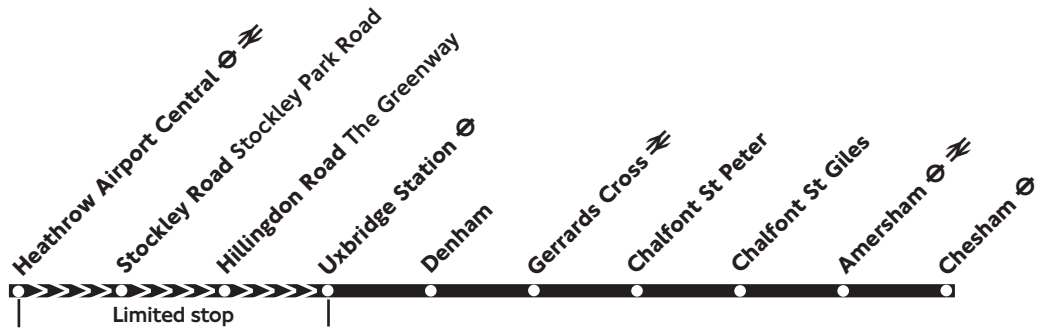 Heathrow Airport Central
Stockley Road Stockley Park Road
Hillingdon Road The Greenway
Uxbridge Station
Denham
Gerrards Cross
Chalfont St Peter
Chalfont St Giles
Amersham
Chesham
Limited stop